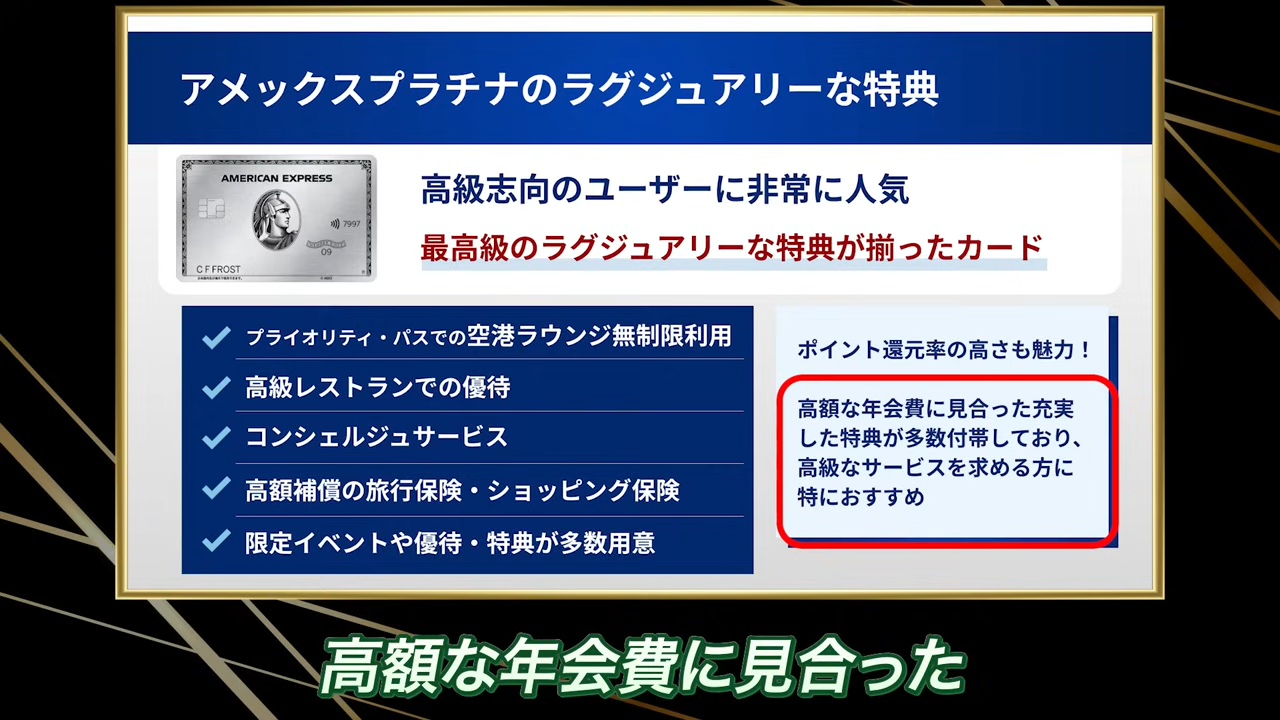 アメックスプラチナのラグジュアリーな特典
AMERICAN EXPRESS
7997
09
C F FROST
高級志向のユーザーに非常に人気
最高級のラグジュアリーな特典が揃ったカード
プライオリティ・パスでの空港ラウンジ無制限利用
高級レストランでの優待
コンシェルジュサービス
高額補償の旅行保険・ショッピング保険
限定イベントや優待・特典が多数用意
ポイント還元率の高さも魅力！
高額な年会費に見合った充実
した特典が多数付帯しており、
高級なサービスを求める方に
特におすすめ
高額な年会費に見合った